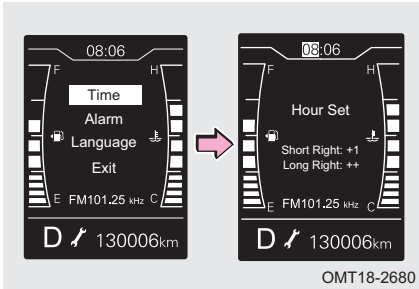 08:06
F H
Time
Alarm
Language
Exit
E FM101.25 kHz C
D 130006km
08:06
F H
Hour Set
Short Right: +1
Long Right: ++
E FM101.25 kHz C
D 130006km
OMT18-2680